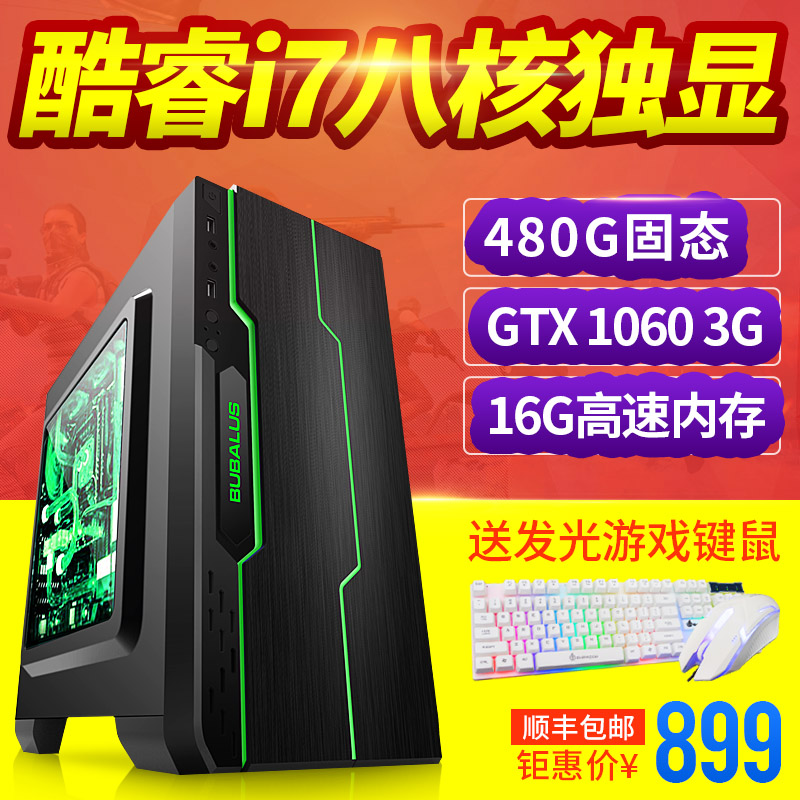 酷睿i7八核独显
480G固态
GTX 1060 3G
16G高速内存
BUBALUS
送发光游戏键鼠
顺丰包邮
钜惠价¥899